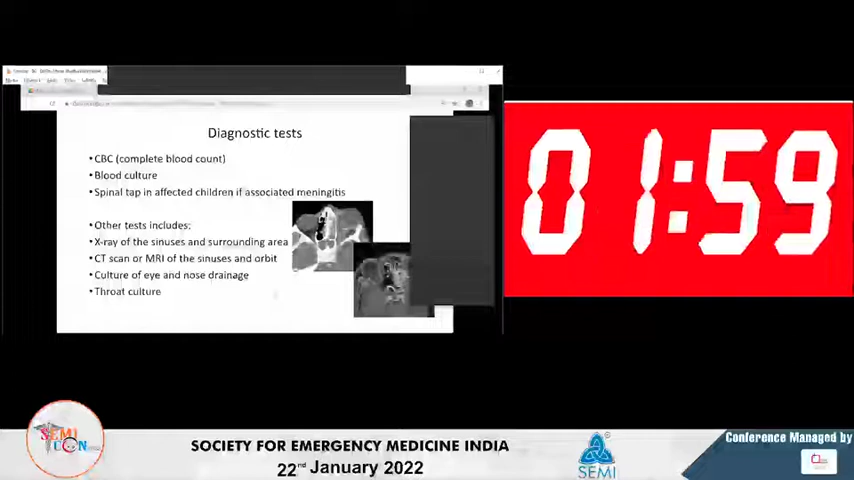 Diagnostic tests
• CBC (complete blood count)
• Blood culture
• Spinal tap in affected children if associated meningitis
• Other tests includes:
• X-ray of the sinuses and surrounding area
• CT scan or MRI of the sinuses and orbit
• Culture of eye and nose drainage
• Throat culture
01:59
SEMI
CON
SOCIETY FOR EMERGENCY MEDICINE INDIA
22nd January 2022
SEMI
Conference Managed by